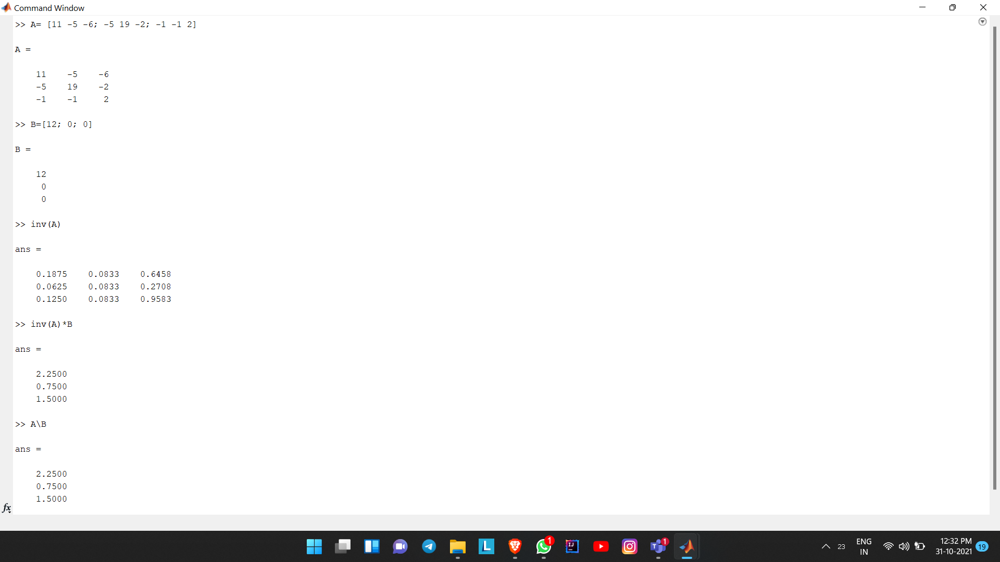 Command Window
>> A= [11 -5 -6; -5 19 -2; -1 -1 2]
A =
11 -5 -6
-5 19 -2
-1 -1 2
>> B=[12; 0; 0]
B =
12
0
0
>> inv(A)
ans =
0.1875 0.0833 0.6458
0.0625 0.0833 0.2708
0.1250 0.0833 0.9583
>> inv(A)*B
ans =
2.2500
0.7500
1.5000
>> A\B
ans =
2.2500
0.7500
1.5000
fx
L
1
IJ
T
1
23
ENG
IN
12:32 PM
31-10-2021
19